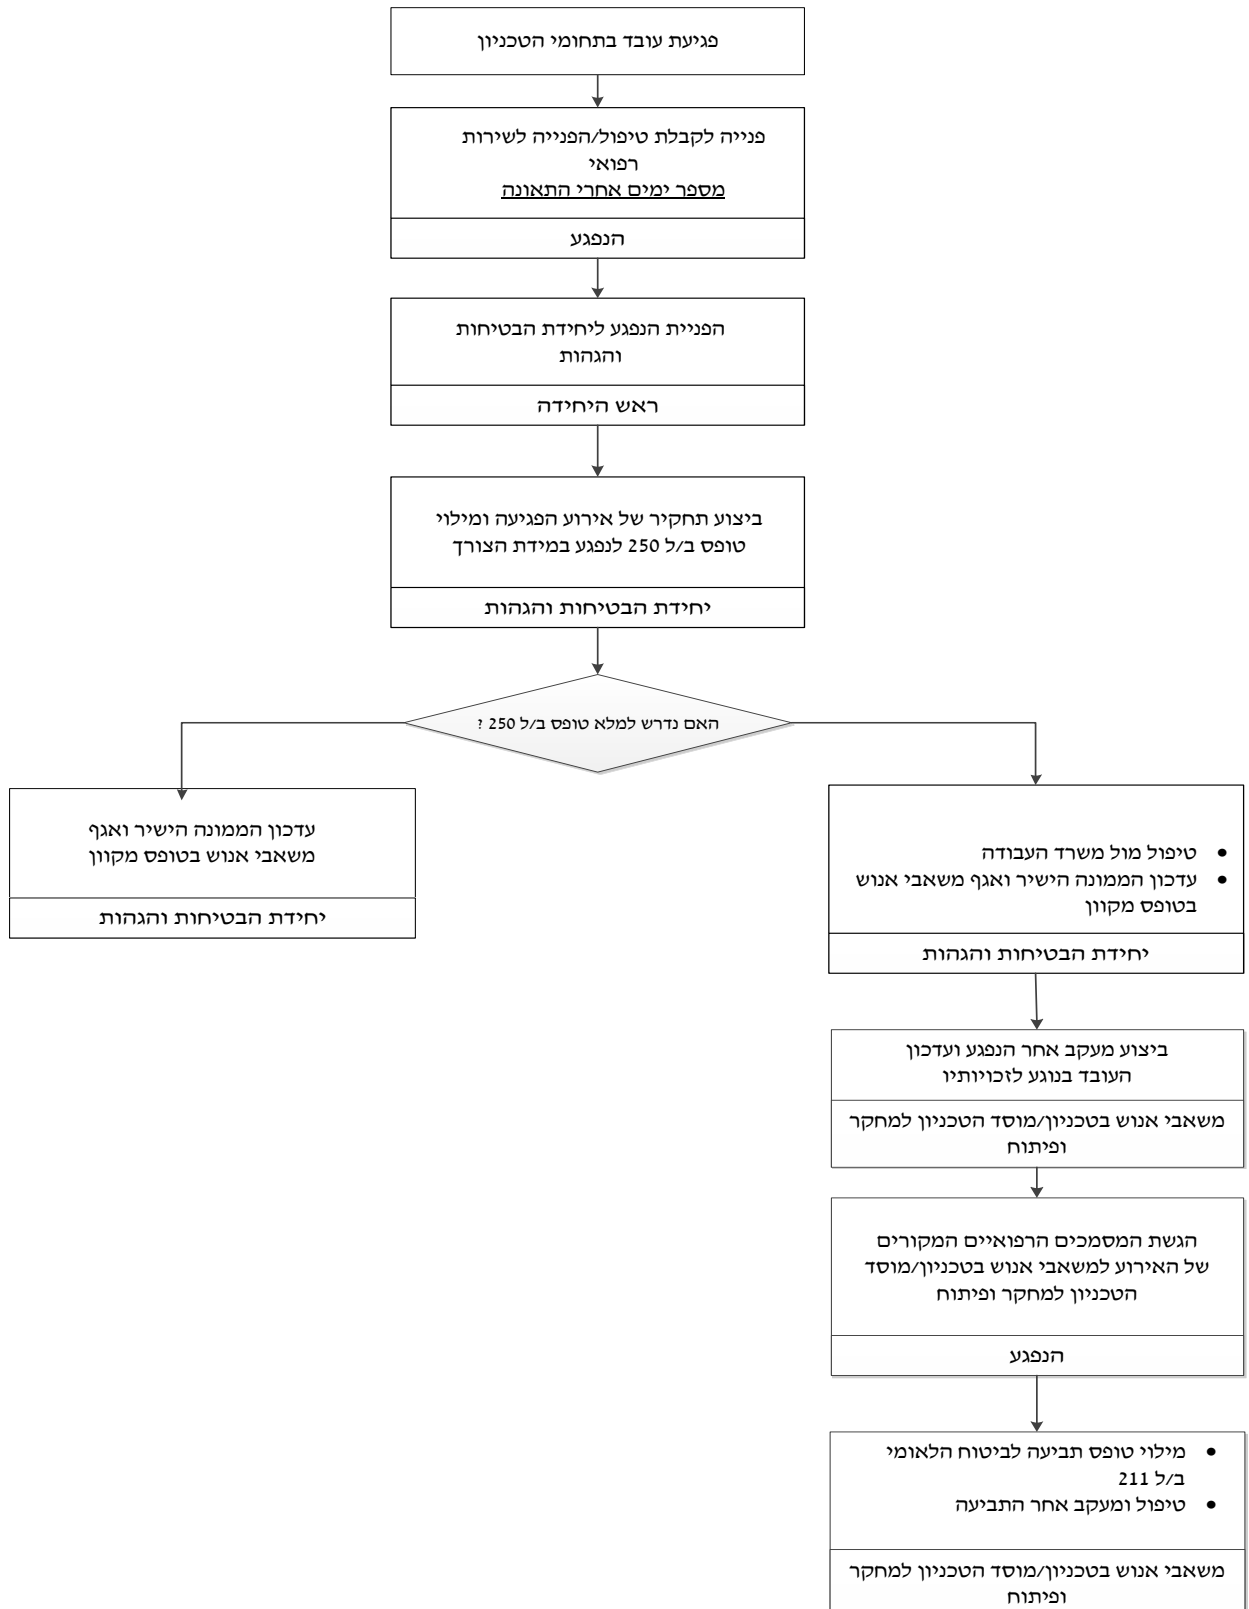 פגיעת עובד בתחומי הטכניון
פנייה לקבלת טיפול/הפנייה לשירות
רפואי
מספר ימים אחרי התאונה
הנפגע
הפניית הנפגע ליחידת הבטיחות
והגהות
ראש היחידה
ביצוע תחקיר של אירוע הפגיעה ומילוי
טופס ב/ל 250 לנפגע במידת הצורך
יחידת הבטיחות והגהות
האם נדרש למלא טופס ב/ל 250 ?
• טיפול מול משרד העבודה
• עדכון הממונה הישיר ואגף משאבי אנוש
בטופס מקוון
יחידת הבטיחות והגהות
עדכון הממונה הישיר ואגף
משאבי אנוש בטופס מקוון
יחידת הבטיחות והגהות
ביצוע מעקב אחר הנפגע ועדכון
העובד בנוגע לזכויותיו
משאבי אנוש בטכניון/מוסד הטכניון למחקר
ופיתוח
הגשת המסמכים הרפואיים המקורים
של האירוע למשאבי אנוש בטכניון/מוסד
הטכניון למחקר ופיתוח
הנפגע
• מילוי טופס תביעה לביטוח הלאומי
ב/ל 211
• טיפול ומעקב אחר התביעה
משאבי אנוש בטכניון/מוסד הטכניון למחקר
ופיתוח